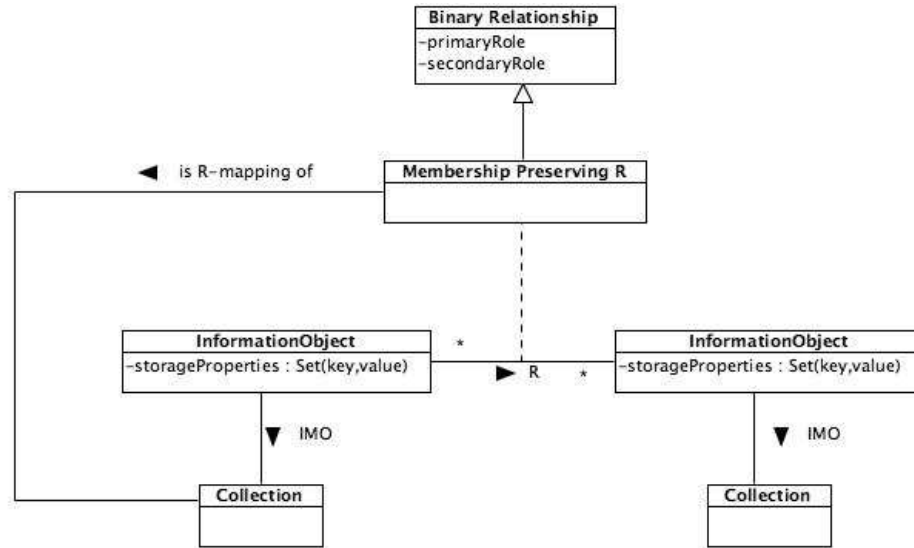 Binary Relationship
-primaryRole
-secondaryRole
is R-mapping of
Membership Preserving R
InformationObject
-storageProperties : Set(key,value)
*
R
*
InformationObject
-storageProperties : Set(key,value)
IMO
IMO
Collection
Collection